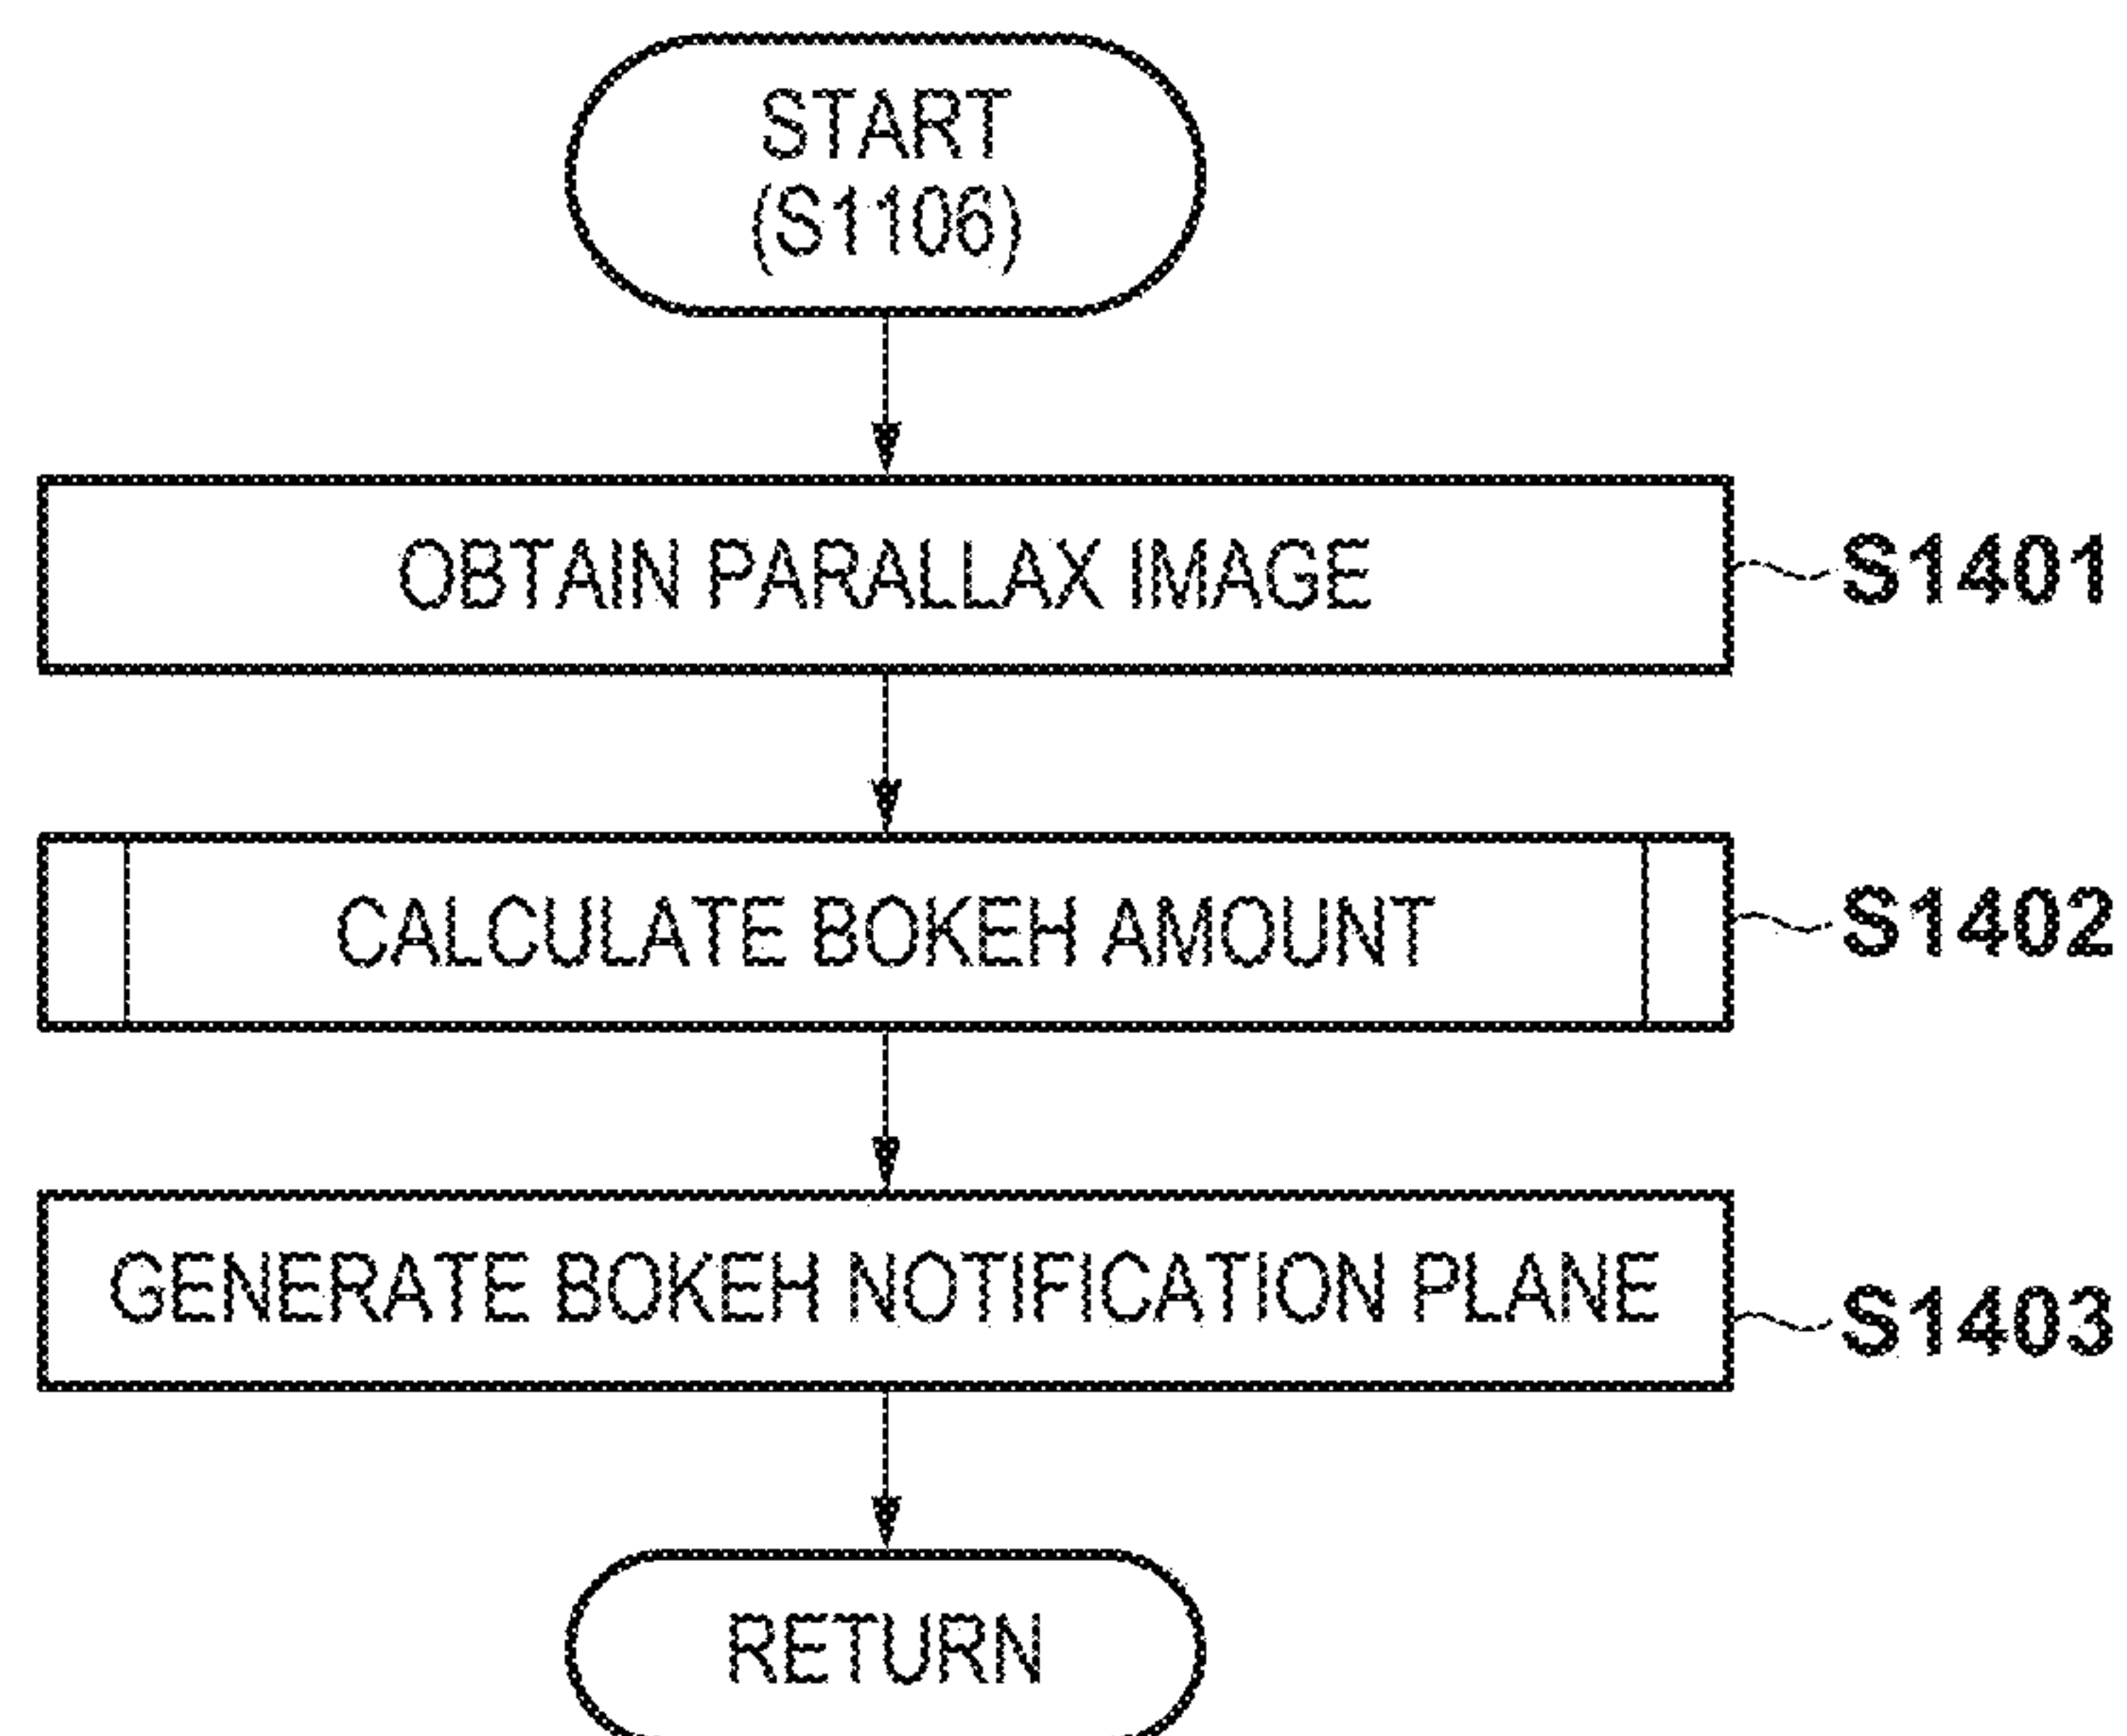 START
(S1106)
OBTAIN PARALLAX IMAGE
S1401
CALCULATE BOKEH AMOUNT
S1402
GENERATE BOKEH NOTIFICATION PLANE
S1403
RETURN